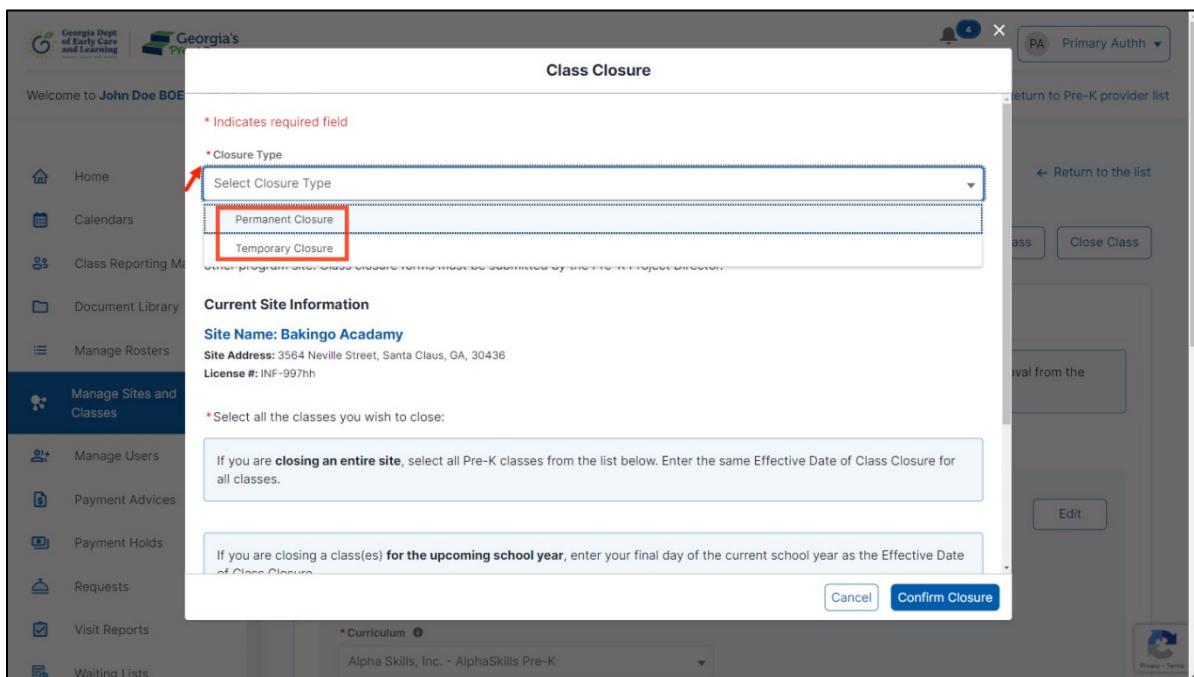 Georgia Dept
of Early Care
and Learning
Georgia's
4
PA Primary Authh
Welcome to John Doe BOE
Return to Pre-K provider list
Class Closure
* Indicates required field
*Closure Type
Select Closure Type
Permanent Closure
Temporary Closure
other program site. Class closure forms must be submitted by the Pre-K Project Director.
Current Site Information
Site Name: Bakingo Acadamy
Site Address: 3564 Neville Street, Santa Claus, GA, 30436
License #: INF-997hh
*Select all the classes you wish to close:
If you are closing an entire site, select all Pre-K classes from the list below. Enter the same Effective Date of Class Closure for
all classes.
If you are closing a class(es) for the upcoming school year, enter your final day of the current school year as the Effective Date
of Class Closure
Cancel
Confirm Closure
Home
Calendars
Class Reporting Ma
Document Library
Manage Rosters
Manage Sites and
Classes
Manage Users
Payment Advices
Payment Holds
Requests
Visit Reports
Waiting Lists
← Return to the list
ass
Close Class
oval from the
Edit
*Curriculum
Alpha Skills, Inc. - AlphaSkills Pre-K
Privacy - Terms